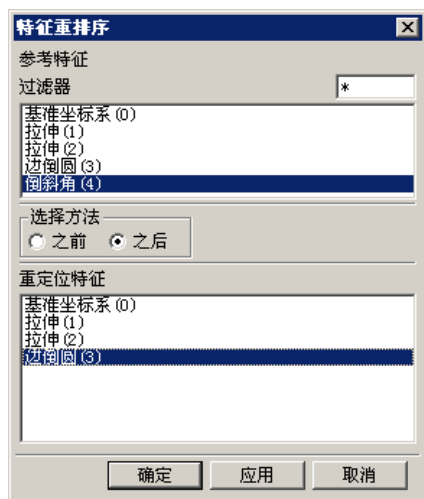 特征重排序
参考特征
过滤器 *
基准坐标系(0)
拉伸(1)
拉伸(2)
边倒圆(3)
倒斜角(4)
选择方法
之前 之后
重定位特征
基准坐标系(0)
拉伸(1)
拉伸(2)
边倒圆(3)
确定 应用 取消